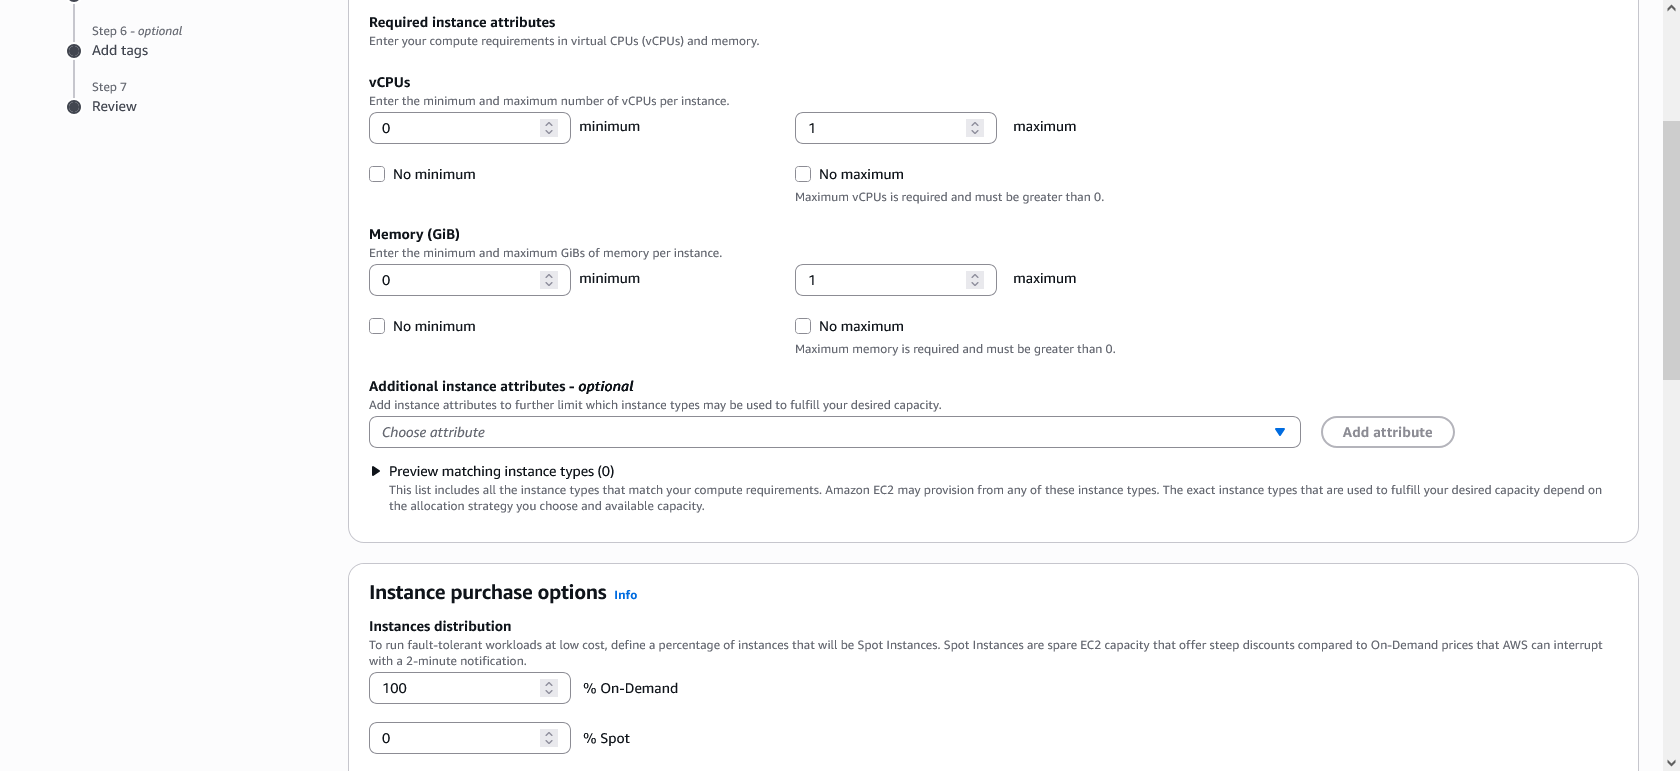 Step 6 - optional
Add tags
Step 7
Review
Required instance attributes
Enter your compute requirements in virtual CPUs (vCPUs) and memory.
vCPUs
Enter the minimum and maximum number of vCPUs per instance.
0 minimum 1 maximum
No minimum No maximum
Maximum vCPUs is required and must be greater than 0.
Memory (GiB)
Enter the minimum and maximum GiBs of memory per instance.
0 minimum 1 maximum
No minimum No maximum
Maximum memory is required and must be greater than 0.
Additional instance attributes - optional
Add instance attributes to further limit which instance types may be used to fulfill your desired capacity.
Choose attribute Add attribute
Preview matching instance types (0)
This list includes all the instance types that match your compute requirements. Amazon EC2 may provision from any of these instance types. The exact instance types that are used to fulfill your desired capacity depend on
the allocation strategy you choose and available capacity.
Instance purchase options Info
Instances distribution
To run fault-tolerant workloads at low cost, define a percentage of instances that will be Spot Instances. Spot Instances are spare EC2 capacity that offer steep discounts compared to On-Demand prices that AWS can interrupt
with a 2-minute notification.
100 % On-Demand
0 % Spot